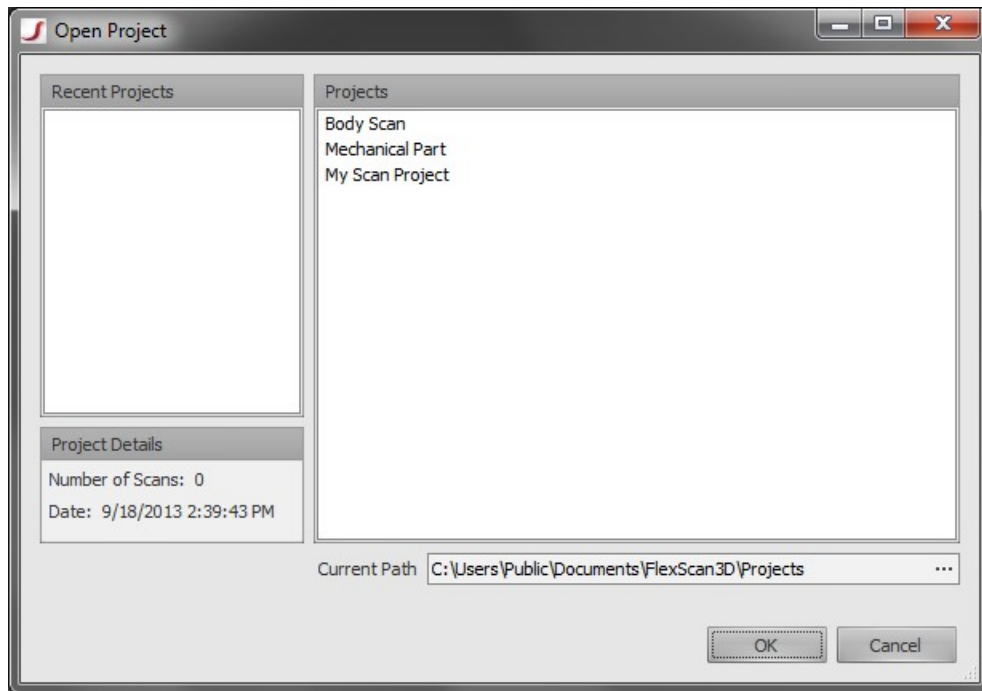 Open Project
Recent Projects
Projects
Body Scan
Mechanical Part
My Scan Project
Project Details
Number of Scans: 0
Date: 9/18/2013 2:39:43 PM
Current Path C:\Users\Public\Documents\FlexScan3D\Projects ...
OK Cancel